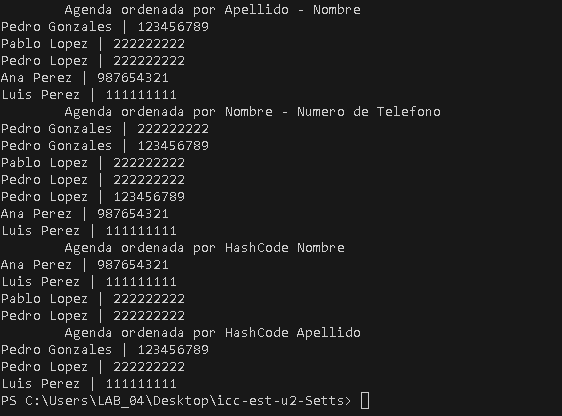 Agenda ordenada por Apellido - Nombre
Pedro Gonzales | 123456789
Pablo Lopez | 222222222
Pedro Lopez | 222222222
Ana Perez | 987654321
Luis Perez | 111111111
Agenda ordenada por Nombre - Numero de Telefono
Pedro Gonzales | 222222222
Pedro Gonzales | 123456789
Pablo Lopez | 222222222
Pedro Lopez | 222222222
Pedro Lopez | 123456789
Ana Perez | 987654321
Luis Perez | 111111111
Agenda ordenada por HashCode Nombre
Ana Perez | 987654321
Luis Perez | 111111111
Pablo Lopez | 222222222
Pedro Lopez | 222222222
Agenda ordenada por HashCode Apellido
Pedro Gonzales | 123456789
Pedro Lopez | 222222222
Luis Perez | 111111111
PS C:\Users\LAB_04\Desktop\icc-est-u2-Setts>